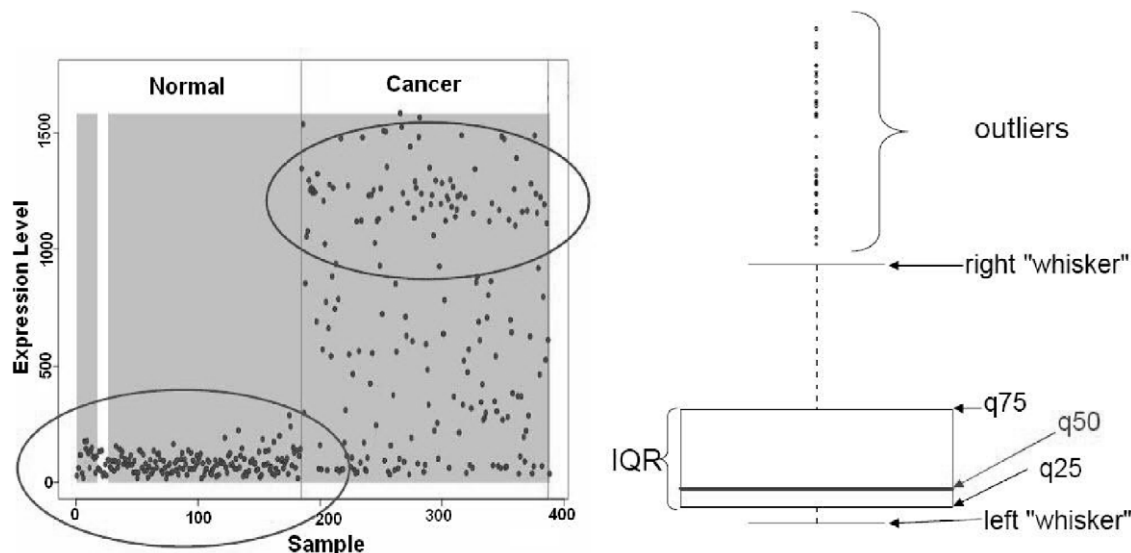 Normal
Cancer
Expression Level
1500
1000
500
0
0
100
200
300
400
Sample
outliers
right "whisker"
q75
q50
IQR
q25
left "whisker"